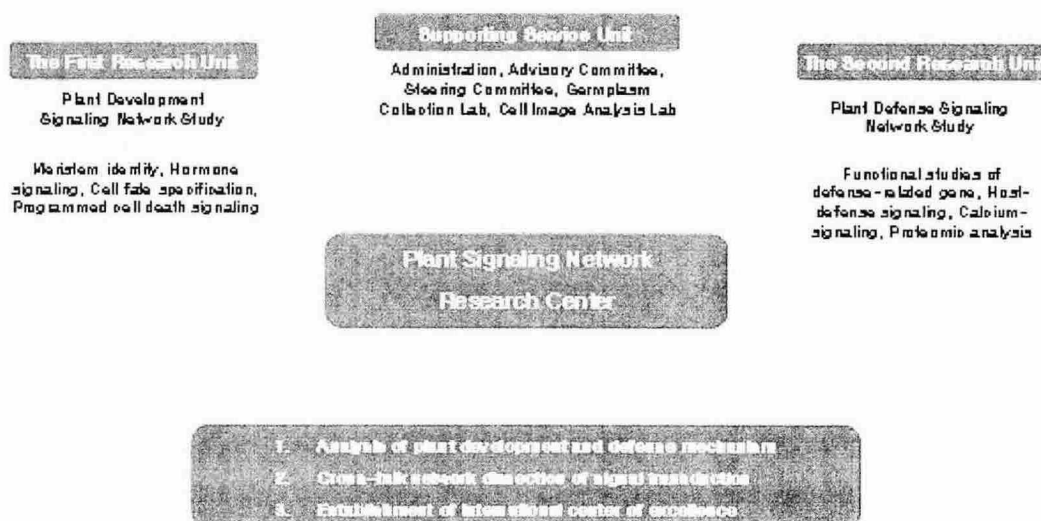 Supporting Service Unit
Administration, Advisory Committee,
Steering Committee, Germplasm
Collection Lab, Cell Image Analysis Lab
The First Research Unit
Plant Development
Signaling Network Study
Meristem identity, Hormone
signaling, Cell fate specification,
Programmed cell death signaling
The Second Research Unit
Plant Defense Signaling
Network Study
Functional studies of
defense-related gene, Host-
defense signaling, Calcium-
signaling, Proteomic analysis
Plant Signaling Network
Research Center
1. Analysis of plant development and defense mechanism
2. Cross-talk network dissection of signal transduction
3. Establishment of international center of excellence